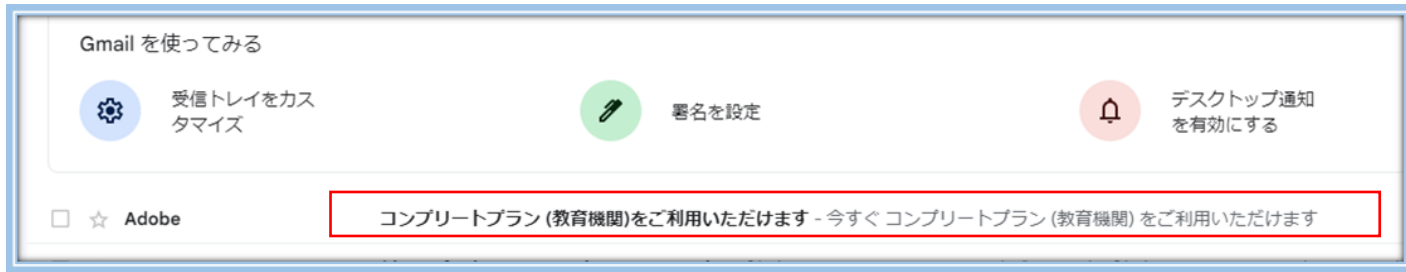 Gmail を使ってみる
受信トレイをカス
タマイズ
署名を設定
デスクトップ通知
を有効にする
Adobe コンプリートプラン (教育機関)をご利用いただけます - 今すぐ コンプリートプラン (教育機関) をご利用いただけます